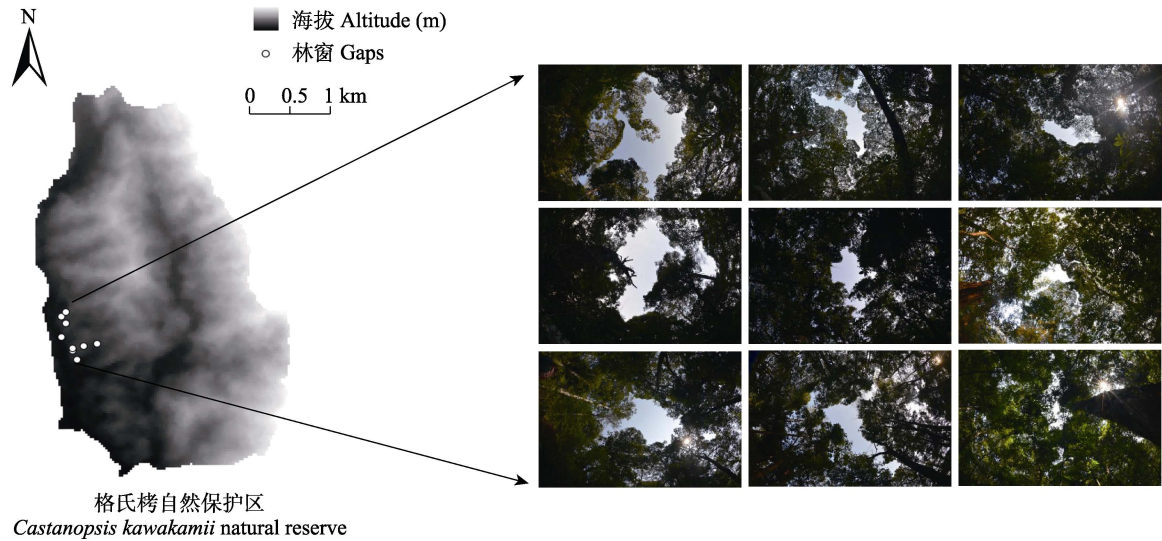 N
海拔 Altitude (m)
林窗 Gaps
0 0.5 1 km
格氏栲自然保护区
Castanopsis kawakamii natural reserve